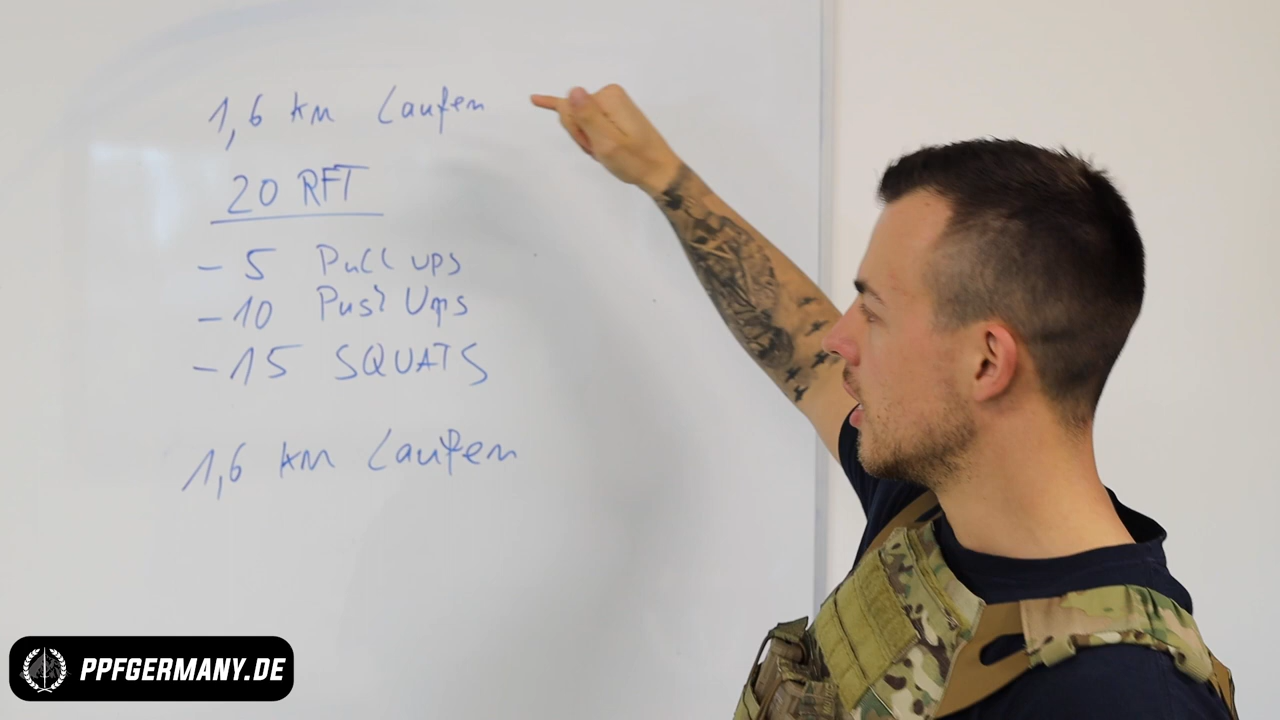 1,6 km Laufen
20 RFT
- 5 Pull ups
- 10 Push Ups
- 15 SQUATS
1,6 km Laufen
PPFGERMANY.DE